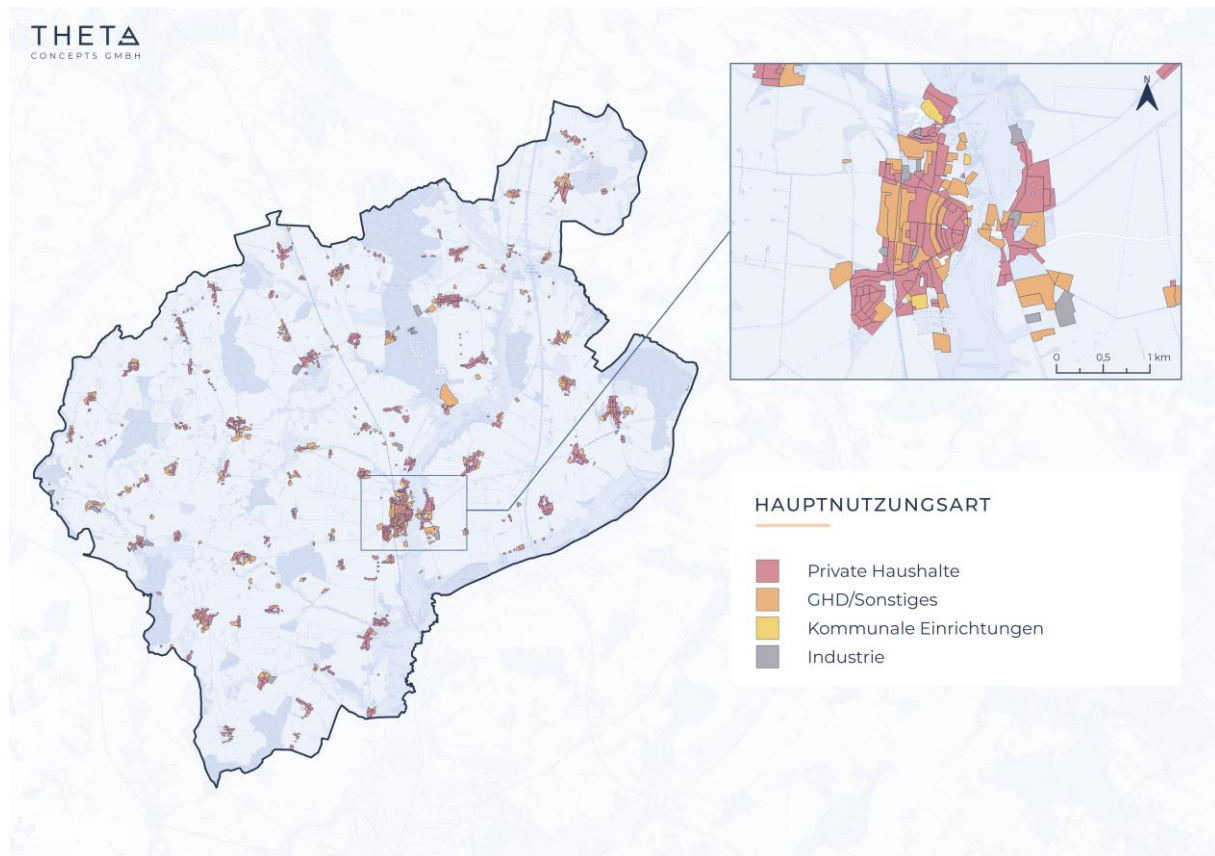 THETA
CONCEPTS GMBH
N
0 0,5 1 km
HAUPTNUTZUNGSART
Private Haushalte
GHD/Sonstiges
Kommunale Einrichtungen
Industrie